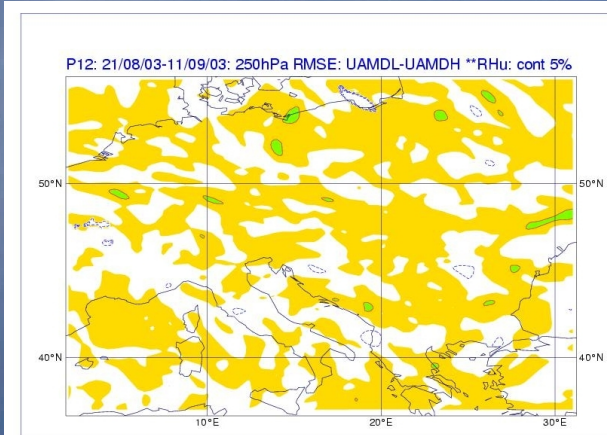 P12: 21/08/03-11/09/03: 250hPa RMSE: UAMDL-UAMDH **RHu: cont 5%
50°N 50°N
40°N 40°N
10°E 20°E 30°E